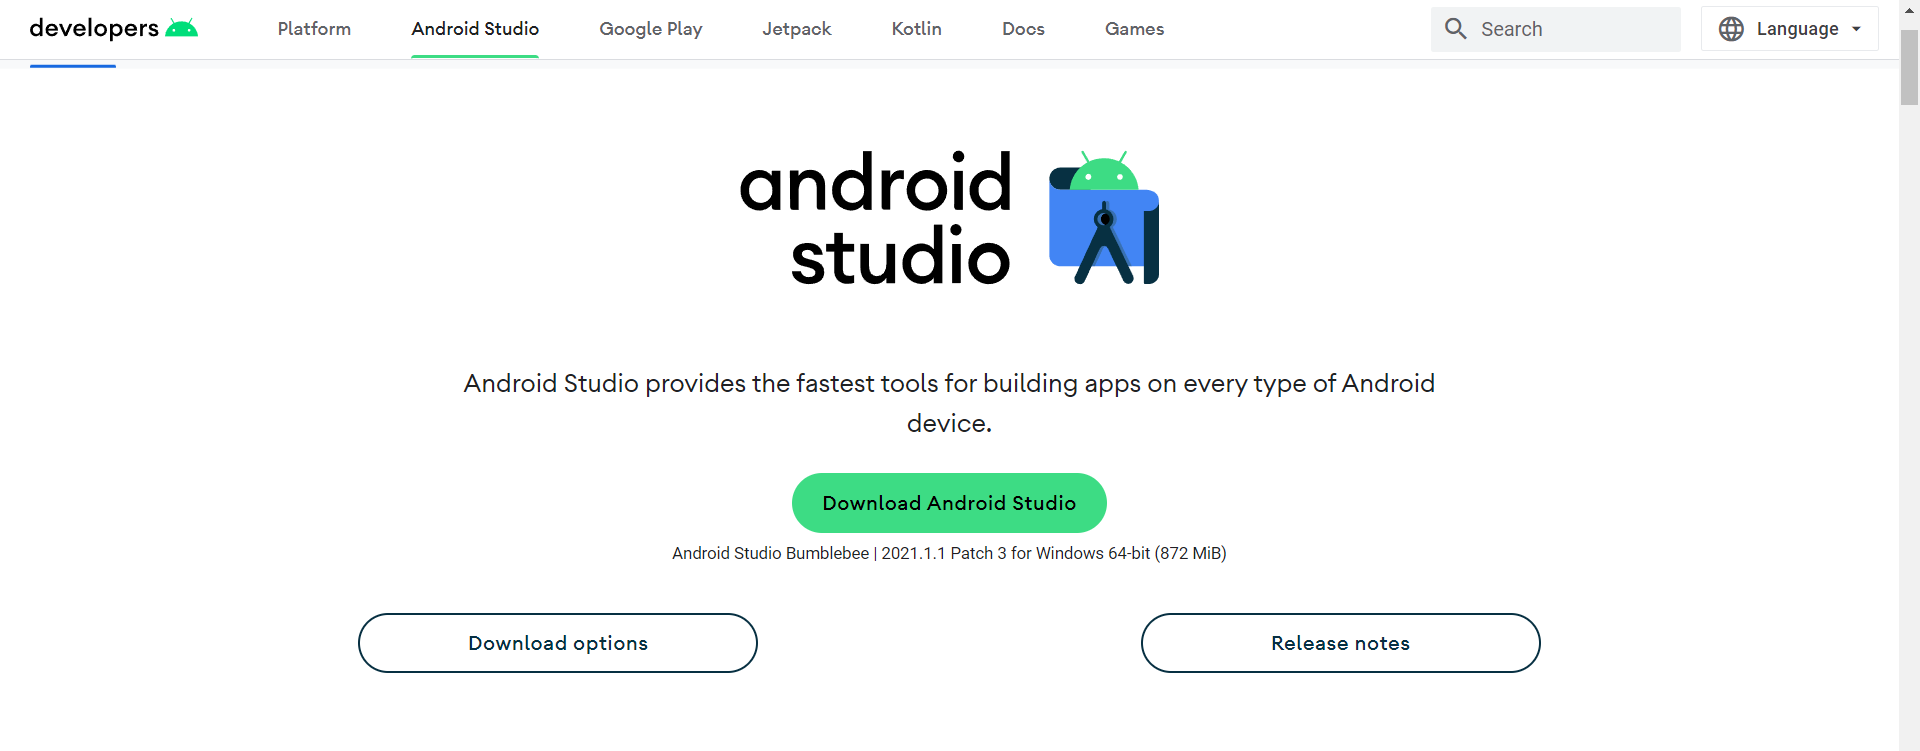 developers Platform Android Studio Google Play Jetpack Kotlin Docs Games Search Language
android
studio
Android Studio provides the fastest tools for building apps on every type of Android
device.
Download Android Studio
Android Studio Bumblebee | 2021.1.1 Patch 3 for Windows 64-bit (872 MiB)
Download options Release notes